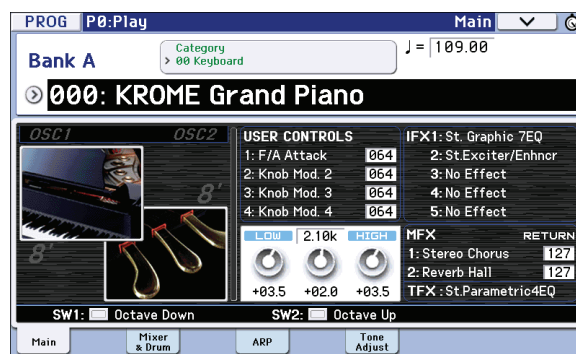 PROG P0:Play Main
Bank A
Category
> 00 Keyboard
♩= 109.00
000: KROME Grand Piano
OSC1 OSC2
8'
8'
USER CONTROLS
1: F/A Attack 064
2: Knob Mod. 2 064
3: Knob Mod. 3 064
4: Knob Mod. 4 064
LOW 2.10k HIGH
+03.5 +02.0 +03.5
IFX1: St. Graphic 7EQ
2: St.Exciter/Enhncr
3: No Effect
4: No Effect
5: No Effect
MFX RETURN
1: Stereo Chorus 127
2: Reverb Hall 127
TFX :St.Parametric4EQ
SW1: Octave Down SW2: Octave Up
Main
Mixer
& Drum
ARP
Tone
Adjust